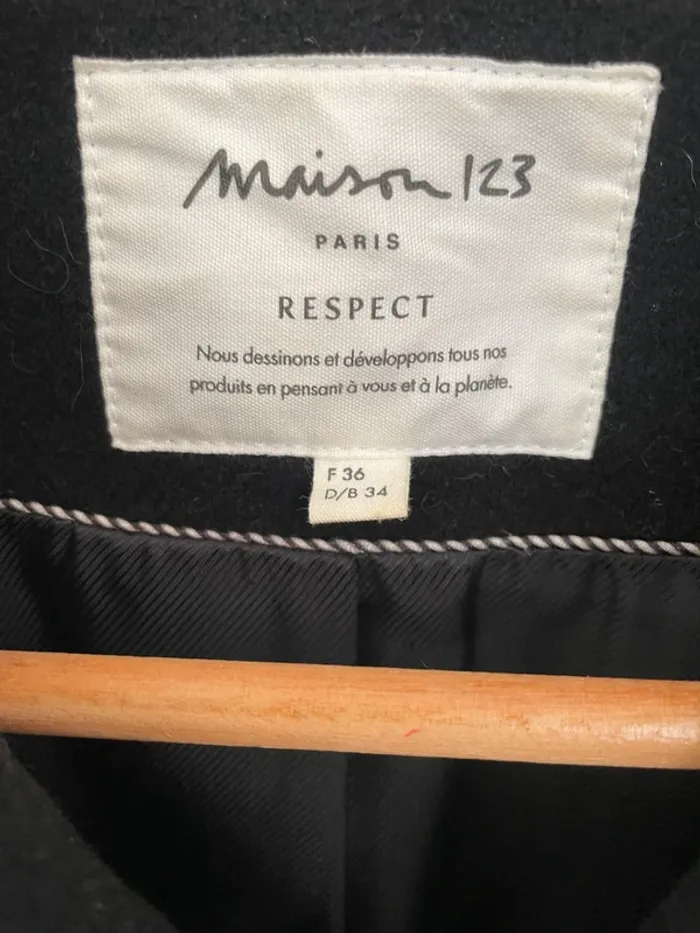 maison 123
PARIS
RESPECT
Nous dessinons et développons tous nos
produits en pensant à vous et à la planète.
F 36
D/B 34